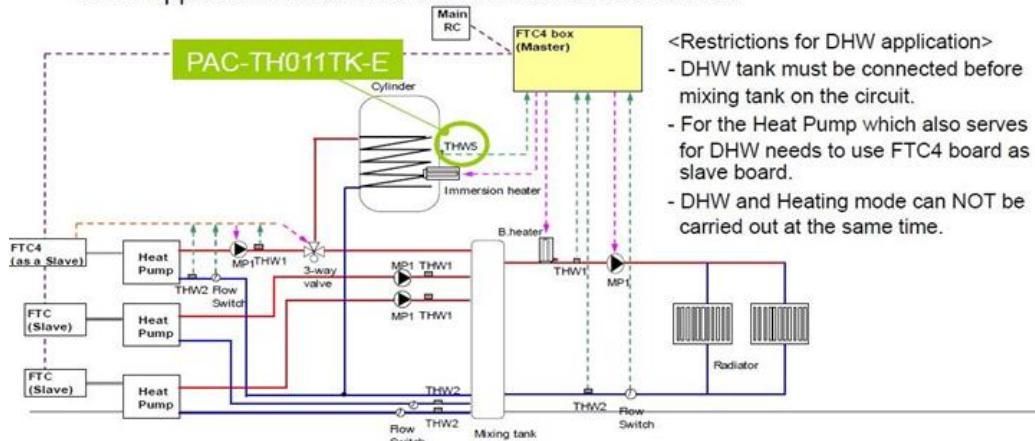 Main
RC
FTC4 box
(Master)
PAC-TH011TK-E
Cylinder
THW5
Immersion heater
<Restrictions for DHW application>
- DHW tank must be connected before
mixing tank on the circuit.
- For the Heat Pump which also serves
for DHW needs to use FTC4 board as
slave board.
- DHW and Heating mode can NOT be
carried out at the same time.
FTC4
(as a Slave)
Heat
Pump
MP1
THW1
3-way
valve
THW2
Flow
Switch
MP1 THW1
MP1 THW1
B.heater
THW1
MP1
FTC
(Slave)
Heat
Pump
Radiator
FTC
(Slave)
Heat
Pump
THW2
THW2
Flow
Switch
Mixing tank
THW2
Flow
Switch